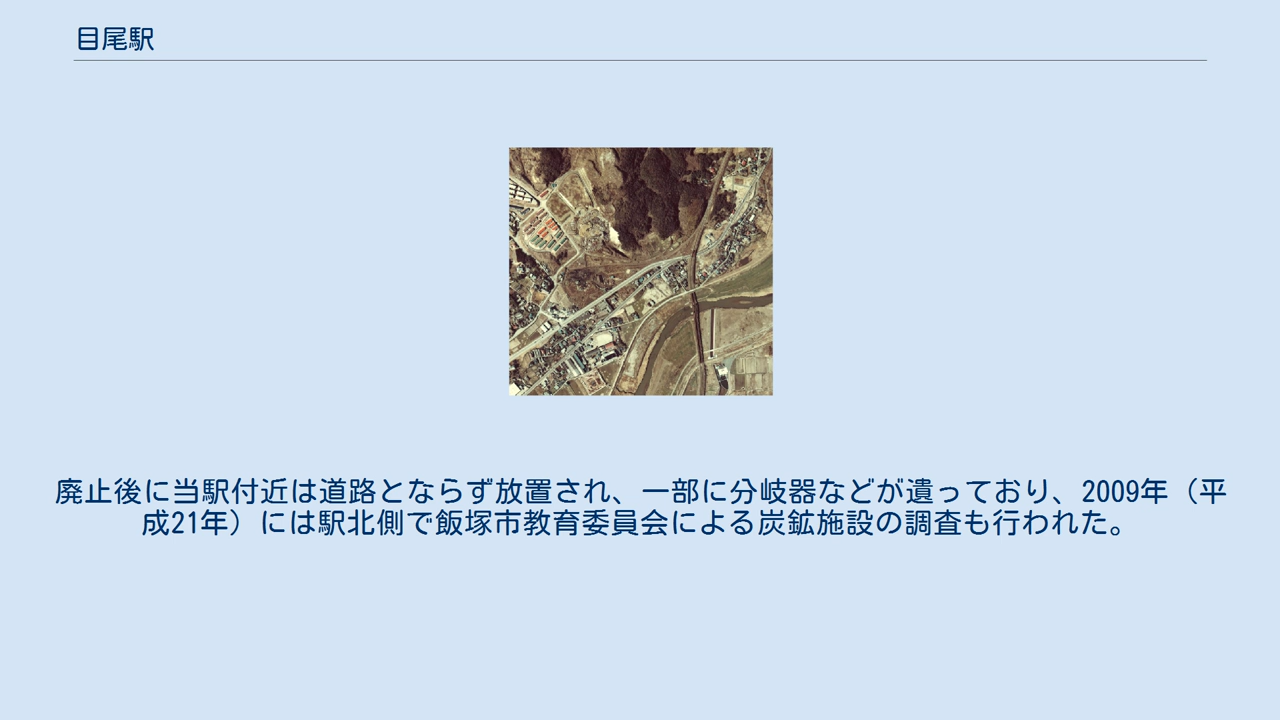 目尾駅
廃止後に当駅付近は道路とならず放置され、一部に分岐器などが遺っており、2009年（平
成21年）には駅北側で飯塚市教育委員会による炭鉱施設の調査も行われた。